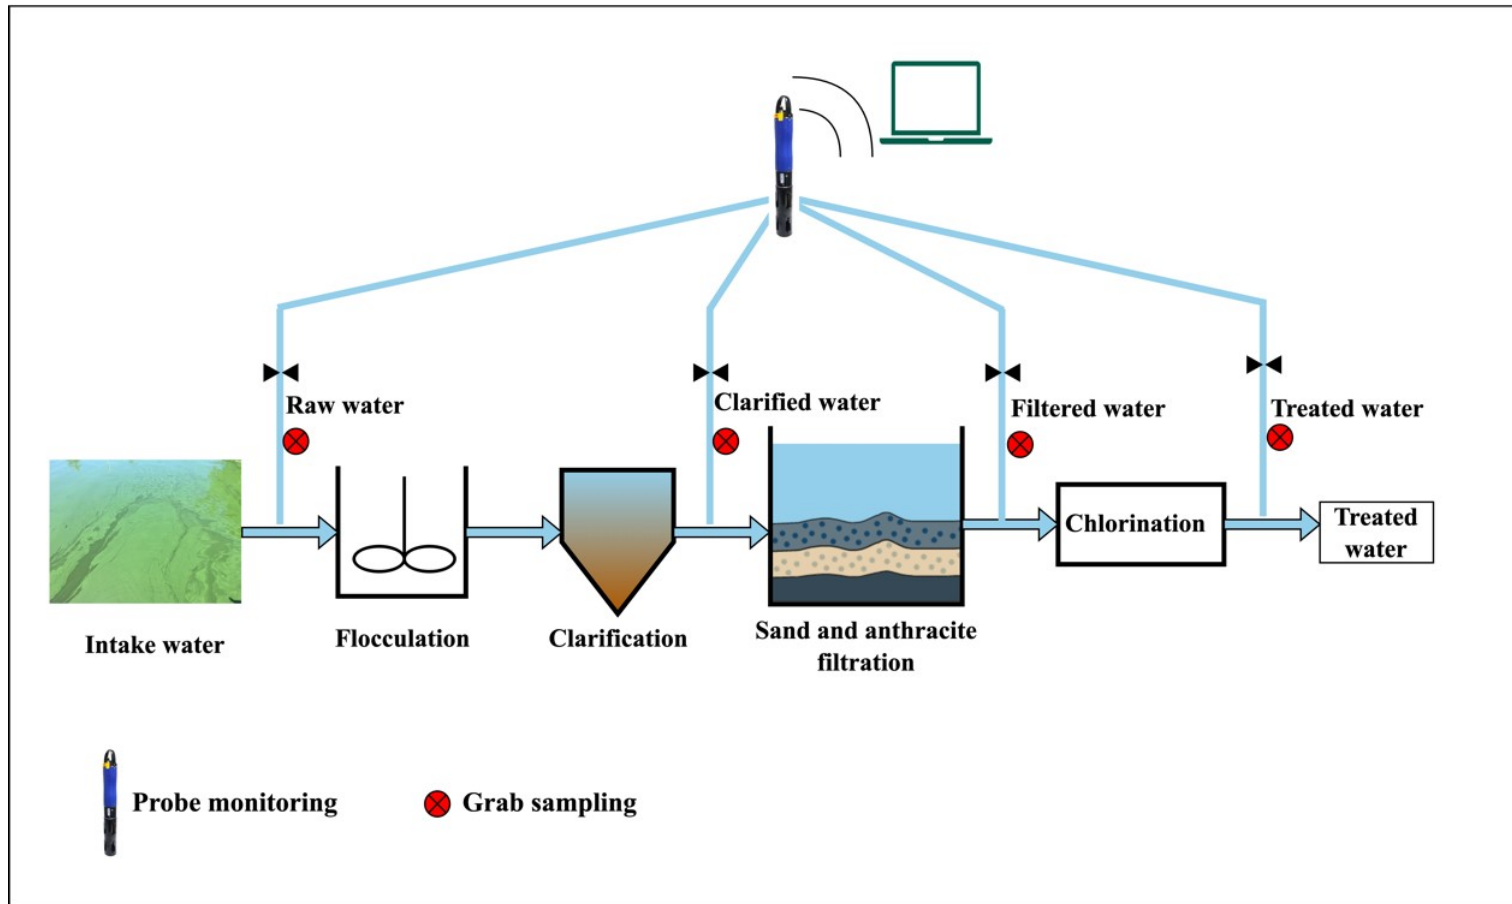 Raw water
Clarified water
Filtered water
Treated water
Chlorination
Treated
water
Intake water
Flocculation
Clarification
Sand and anthracite
filtration
Probe monitoring
Grab sampling